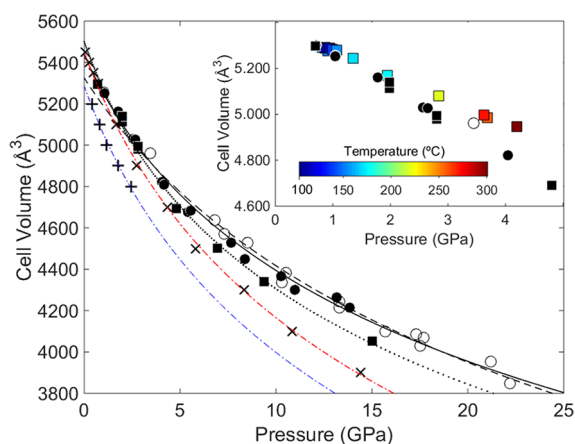 5600
5400
5200
5000
4800
4600
4400
4200
4000
3800
Cell Volume (Å³)
0 5 10 15 20 25
Pressure (GPa)
5.200
5.000
4.800
4.600
Cell Volume (Å³)
Temperature (ºC)
100 150 200 250 300
0 1 2 3 4
Pressure (GPa)